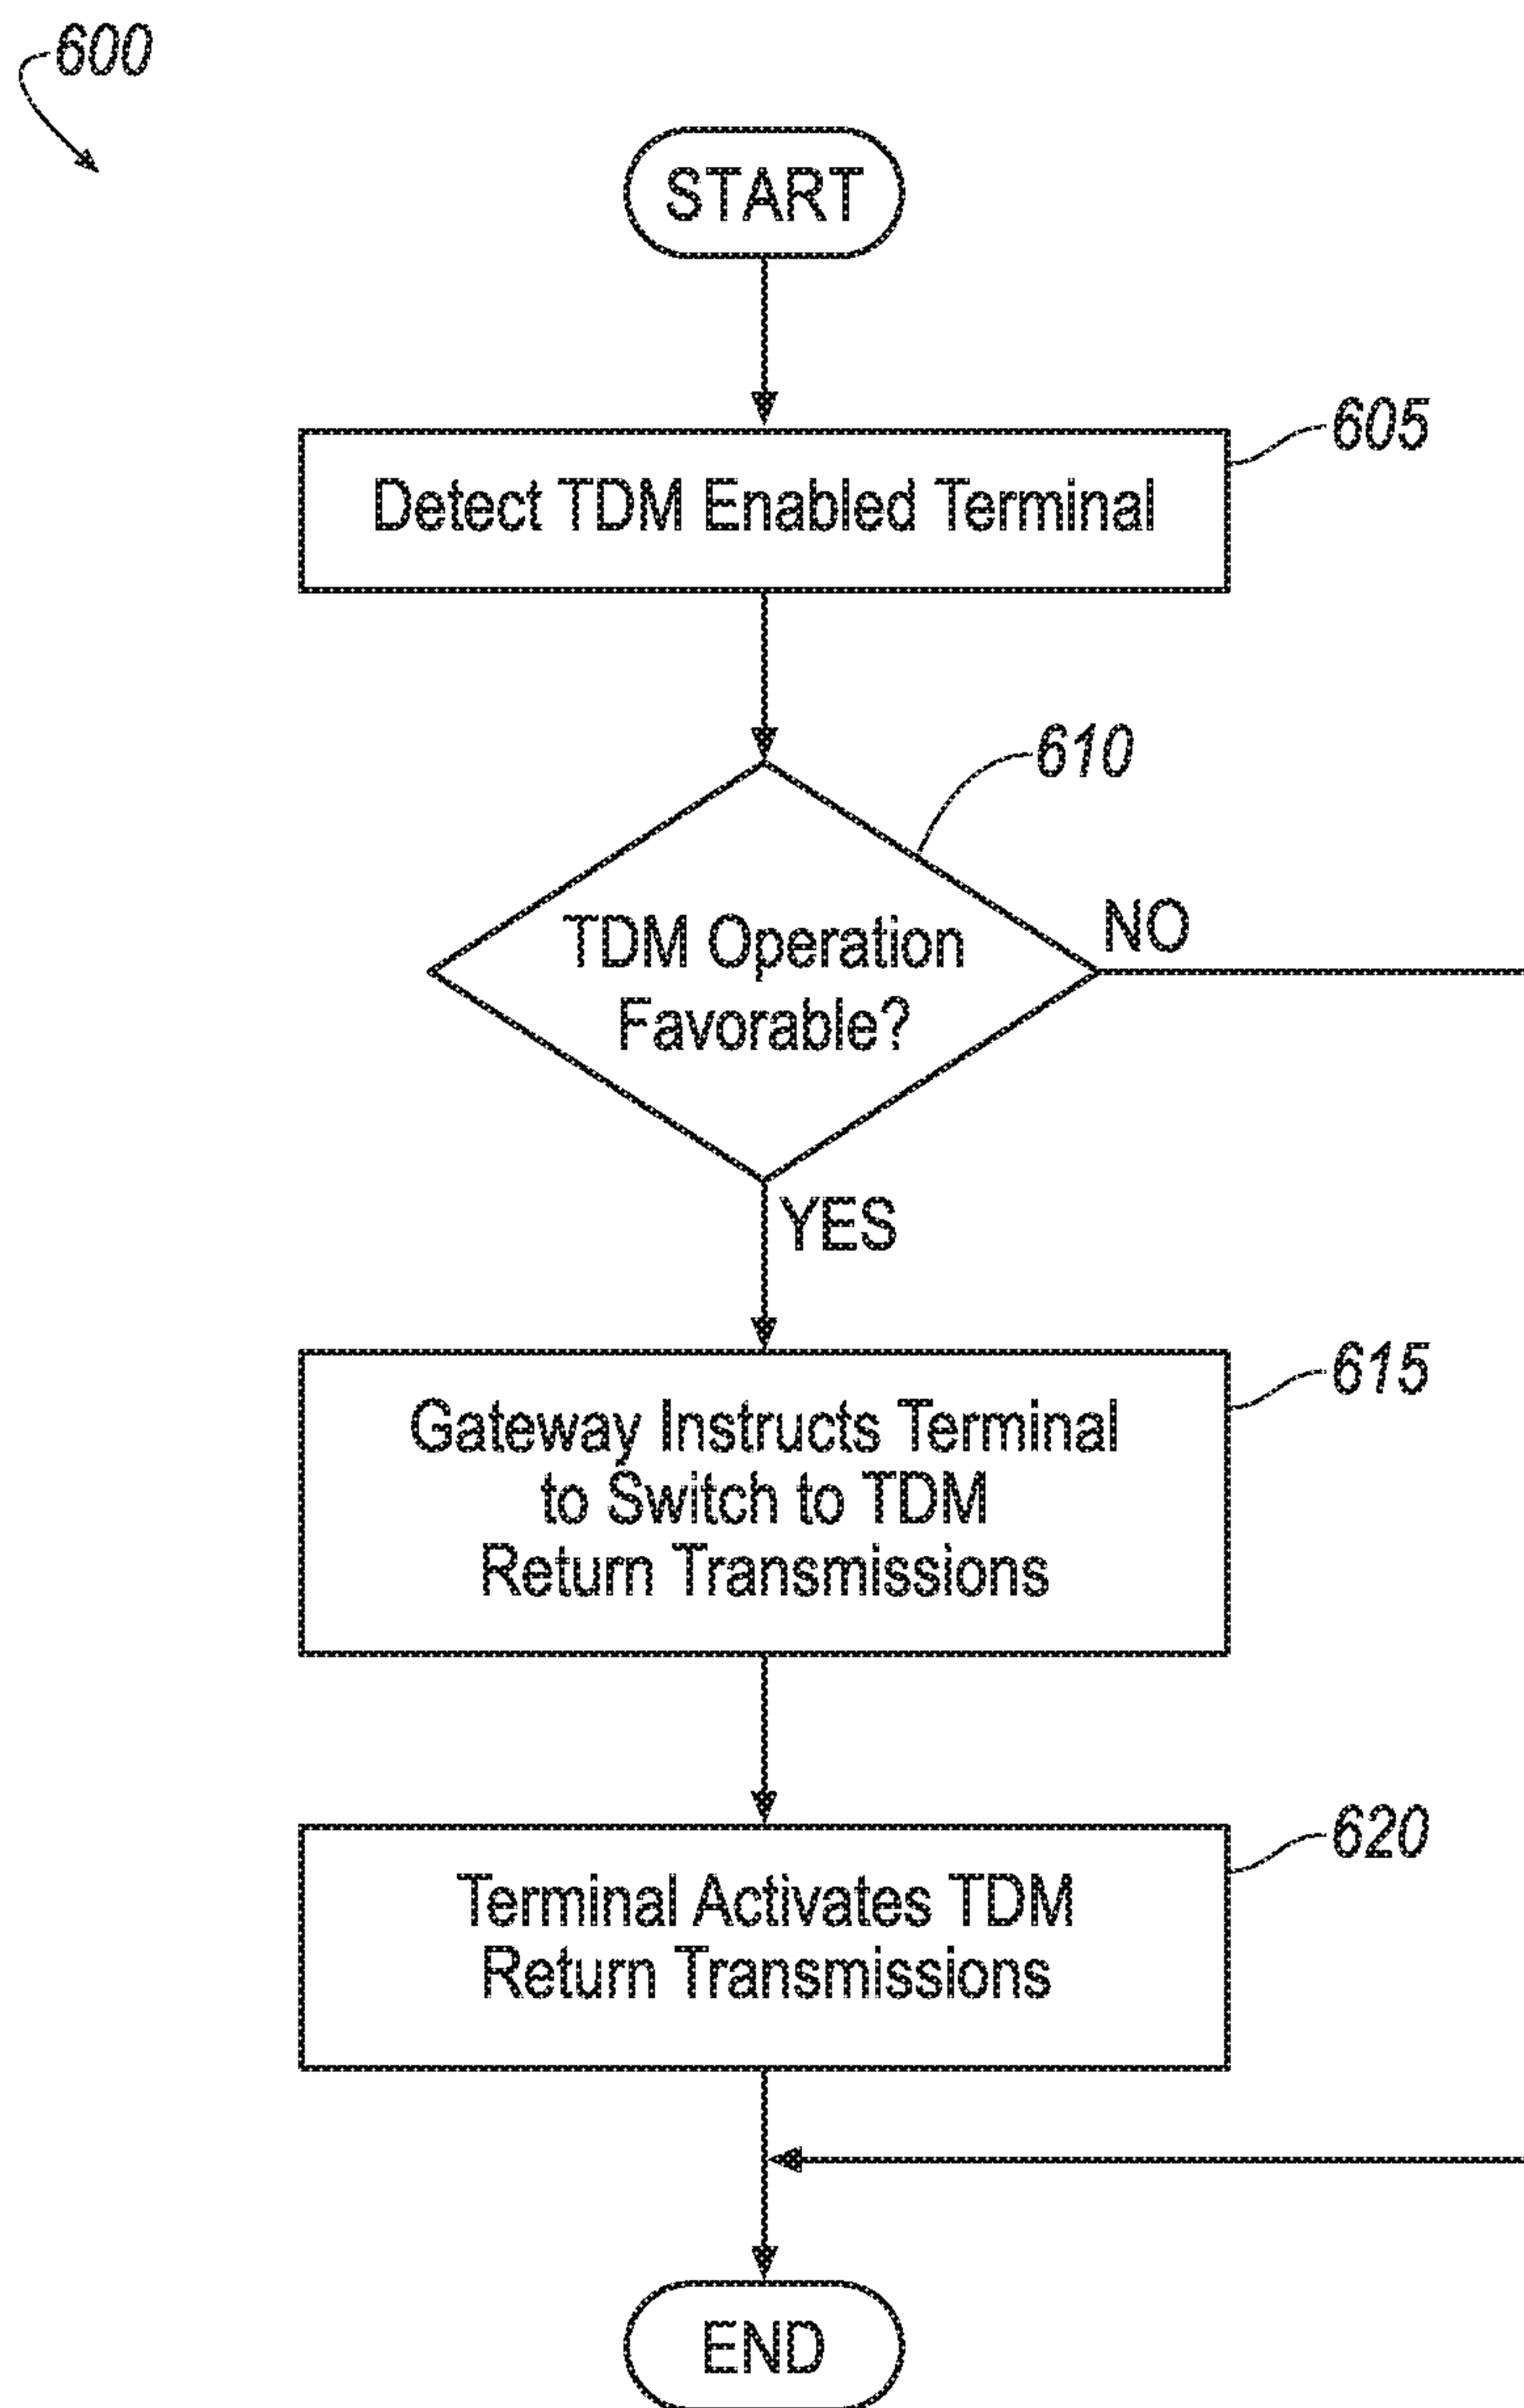 600
START
605
Detect TDM Enabled Terminal
610
TDM Operation
Favorable?
NO
YES
615
Gateway Instructs Terminal
to Switch to TDM
Return Transmissions
620
Terminal Activates TDM
Return Transmissions
END